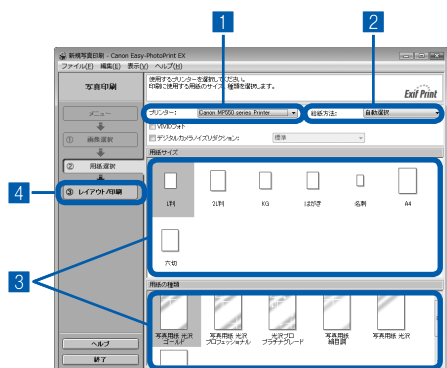 1
2
新規写真印刷 - Canon Easy-PhotoPrint EX
ファイル(F) 編集(E) 表示(V) ヘルプ(H)
写真印刷
使用するプリンターを選択してください。
印刷に使用する用紙のサイズ、種類を選択します。
Exif Print
メニュー
プリンター: Canon MP550 series Printer
給紙方法: 自動選択
VIVIDフォト
デジタルカメラノイズリダクション: 標準
① 画像選択
用紙サイズ
② 用紙選択
4
③ レイアウト/印刷
L判 2L判 KG はがき 名刺 A4
六切
3
用紙の種類
写真用紙 光沢 ゴールド
写真用紙 光沢 プロフェッショナル
光沢プロ プラチナグレード
写真用紙 絹目調
写真用紙 光沢
ヘルプ
終了